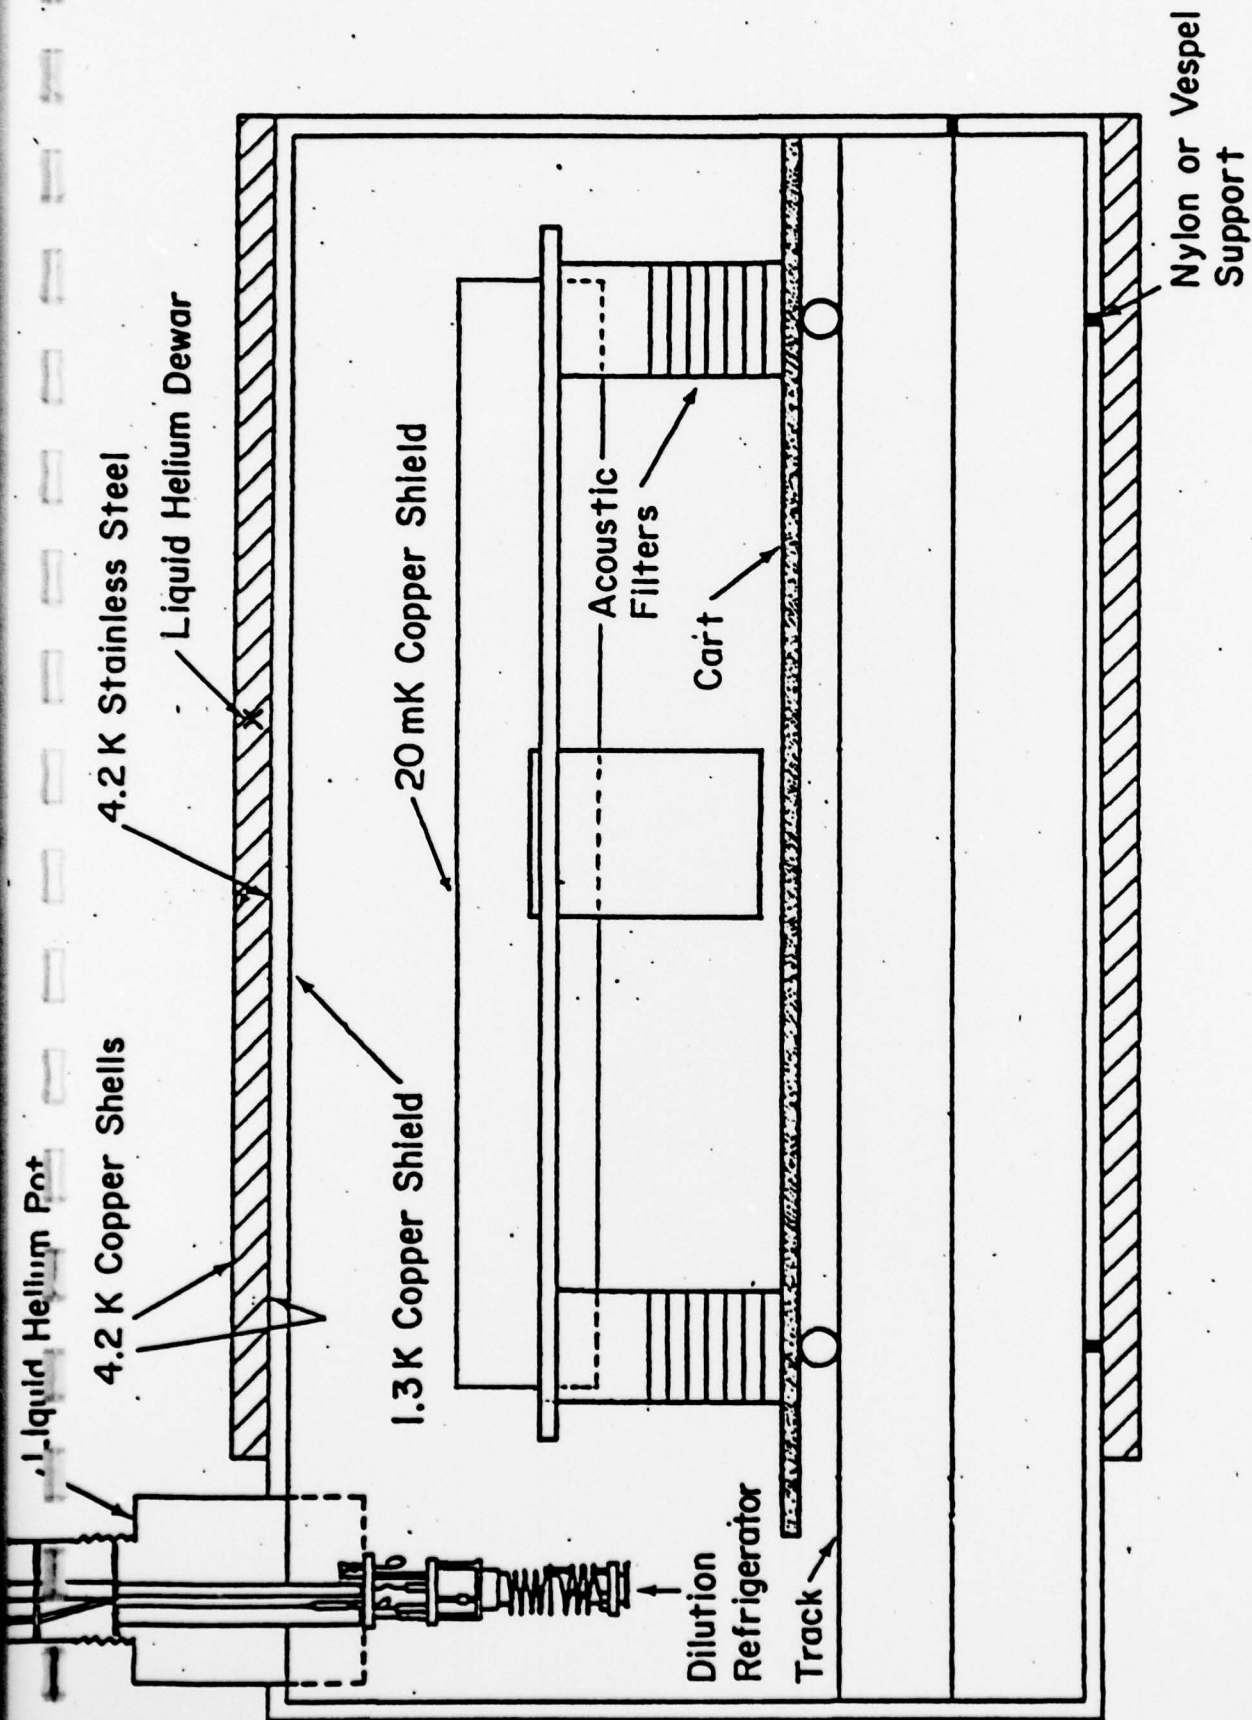 Liquid Helium Pot
4.2 K Copper Shells
4.2 K Stainless Steel
Liquid Helium Dewar
1.3 K Copper Shield
20 mK Copper Shield
Acoustic
Filters
Cart
Dilution
Refrigerator
Track
Nylon or Vespel
Support